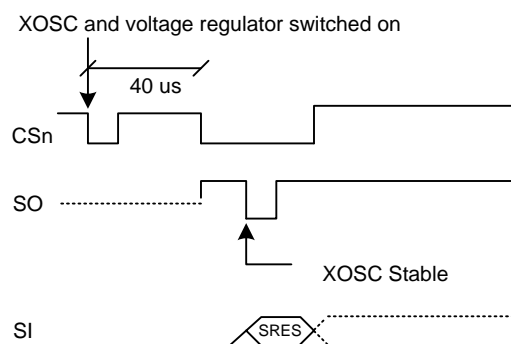 XOSC and voltage regulator switched on
40 us
CSn
SO
XOSC Stable
SI
SRES